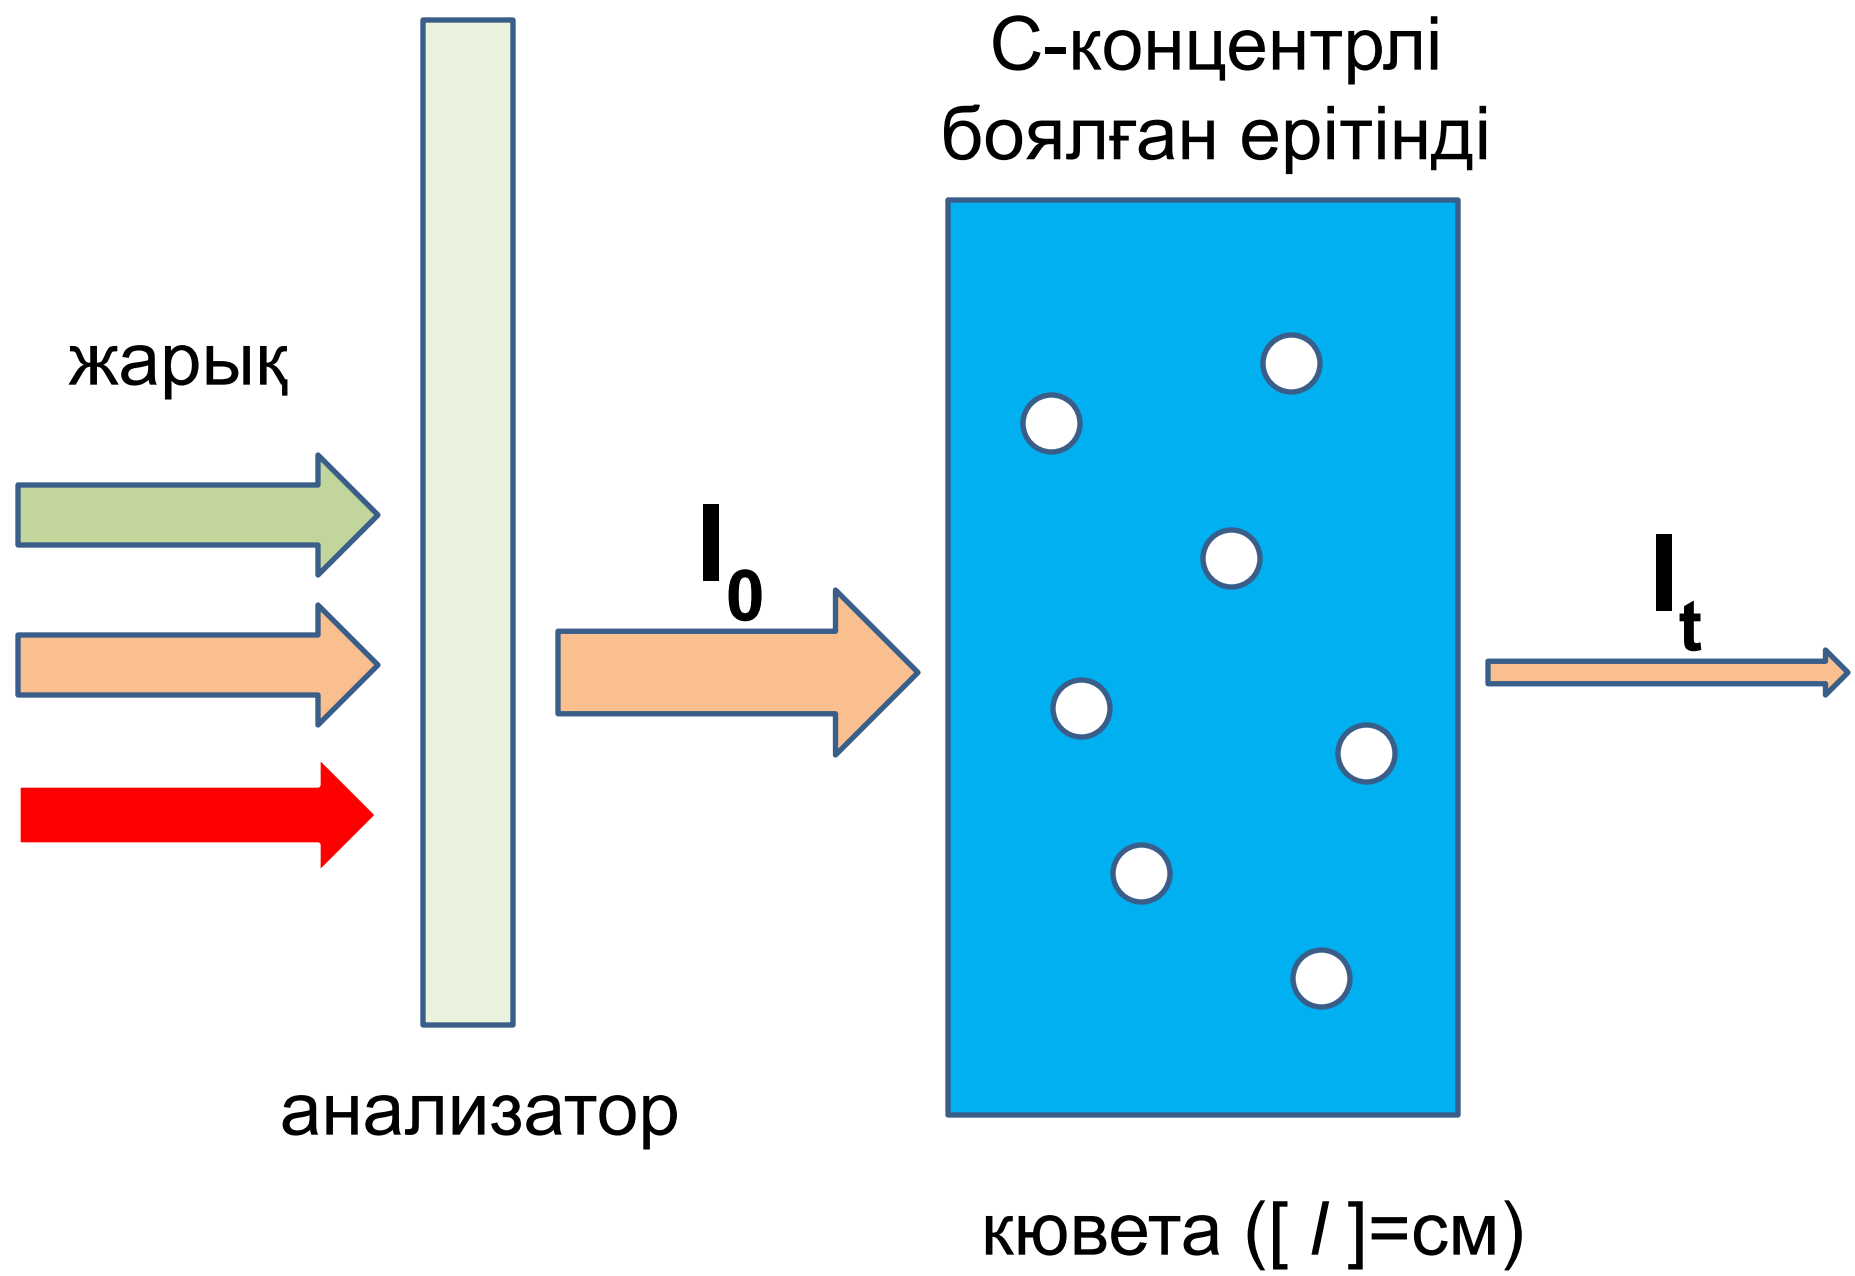 С-концентрлі
боялған ерітінді
жарық
I0
It
анализатор
кювета ([ l ]=см)